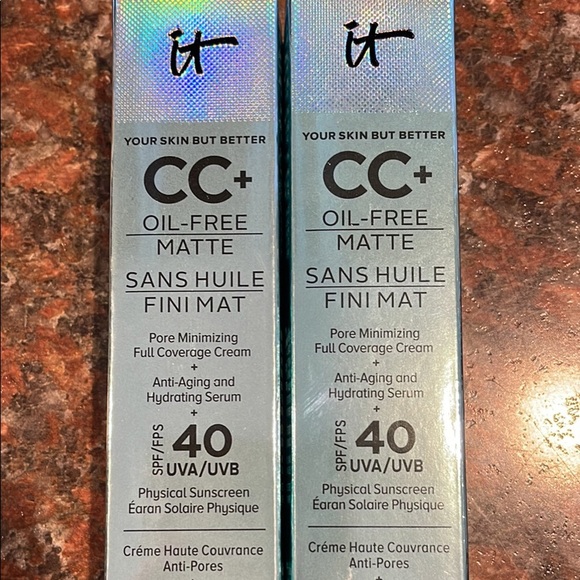 it
YOUR SKIN BUT BETTER
CC+
OIL-FREE
MATTE
SANS HUILE
FINI MAT
Pore Minimizing
Full Coverage Cream
+
Anti-Aging and
Hydrating Serum
+
SPF/FPS
40
UVA/UVB
Physical Sunscreen
Éaran Solaire Physique
Créme Haute Couvrance
Anti-Pores
+
it
YOUR SKIN BUT BETTER
CC+
OIL-FREE
MATTE
SANS HUILE
FINI MAT
Pore Minimizing
Full Coverage Cream
+
Anti-Aging and
Hydrating Serum
+
SPF/FPS
40
UVA/UVB
Physical Sunscreen
Éaran Solaire Physique
Créme Haute Couvrance
Anti-Pores
+